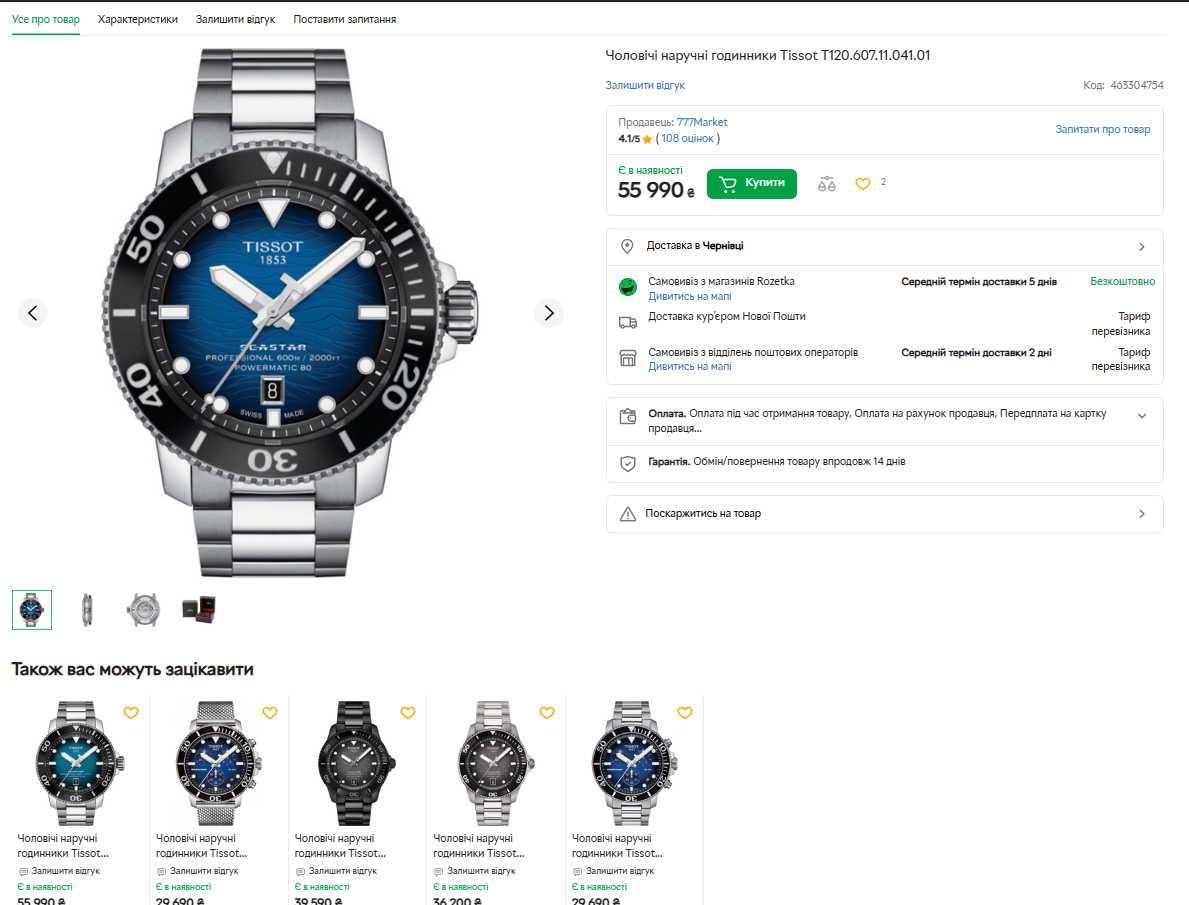 Усе про товар
Характеристики
Залишити відгук
Поставити запитання
Чоловічі наручні годинники Tissot T120.607.11.041.01
Залишити відгук
Код: 463304754
Продавець: 777Market
4.1/5 ( 108 оцінок )
Запитати про товар
Є в наявності
55 990 ₴
Купити
2
Доставка в Чернівці
Самовивіз з магазинів Rozetka
Дивитись на мапі
Середній термін доставки 5 днів
Безкоштовно
Доставка кур'єром Нової Пошти
Тариф
перевізника
Самовивіз з відділень поштових операторів
Дивитись на мапі
Середній термін доставки 2 дні
Тариф
перевізника
Оплата. Оплата під час отримання товару, Оплата на рахунок продавця, Передплата на картку
продавця...
Гарантія. Обмін/повернення товару впродовж 14 днів
Поскаржитись на товар
50
40
30
20
TISSOT
1853
SEASTAR
PROFESSIONAL 600M / 2000FT
POWERMATIC 80
8
SWISS MADE
Також вас можуть зацікавити
Чоловічі наручні
годинники Tissot...
Залишити відгук
Є в наявності
55 990 ₴
Чоловічі наручні
годинники Tissot...
Залишити відгук
Є в наявності
29 690 ₴
Чоловічі наручні
годинники Tissot...
Залишити відгук
Є в наявності
39 590 ₴
Чоловічі наручні
годинники Tissot...
Залишити відгук
Є в наявності
36 200 ₴
Чоловічі наручні
годинники Tissot...
Залишити відгук
Є в наявності
29 690 ₴